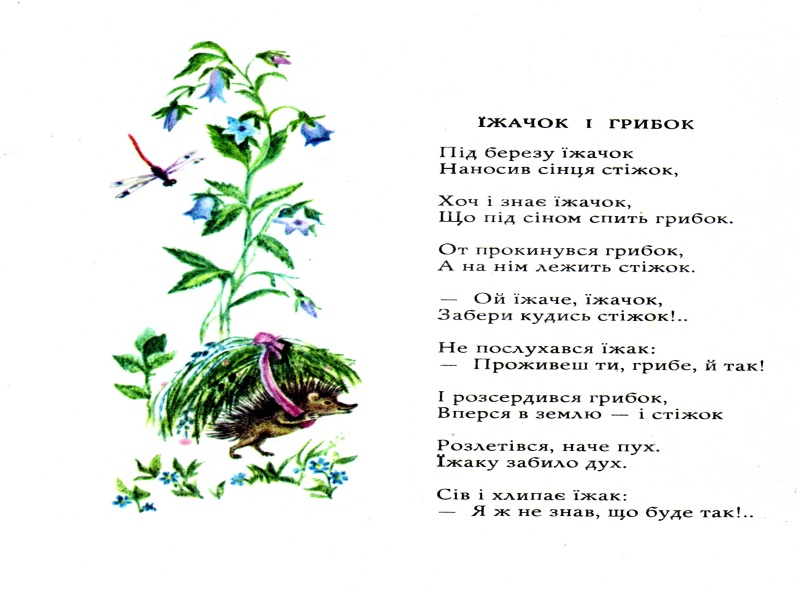 ЇЖАЧОК І ГРИБОК
Під березу їжачок
Наносив сінця стіжок,
Хоч і знає їжачок,
Що під сіном спить грибок.
От прокинувся грибок,
А на нім лежить стіжок.
— Ой їжаче, їжачок,
Забери кудись стіжок!..
Не послухався їжак:
— Проживеш ти, грибе, й так!
І розсердився грибок,
Вперся в землю — і стіжок
Розлетівся, наче пух.
Їжаку забило дух.
Сів і хлипає їжак:
— Я ж не знав, що буде так!..